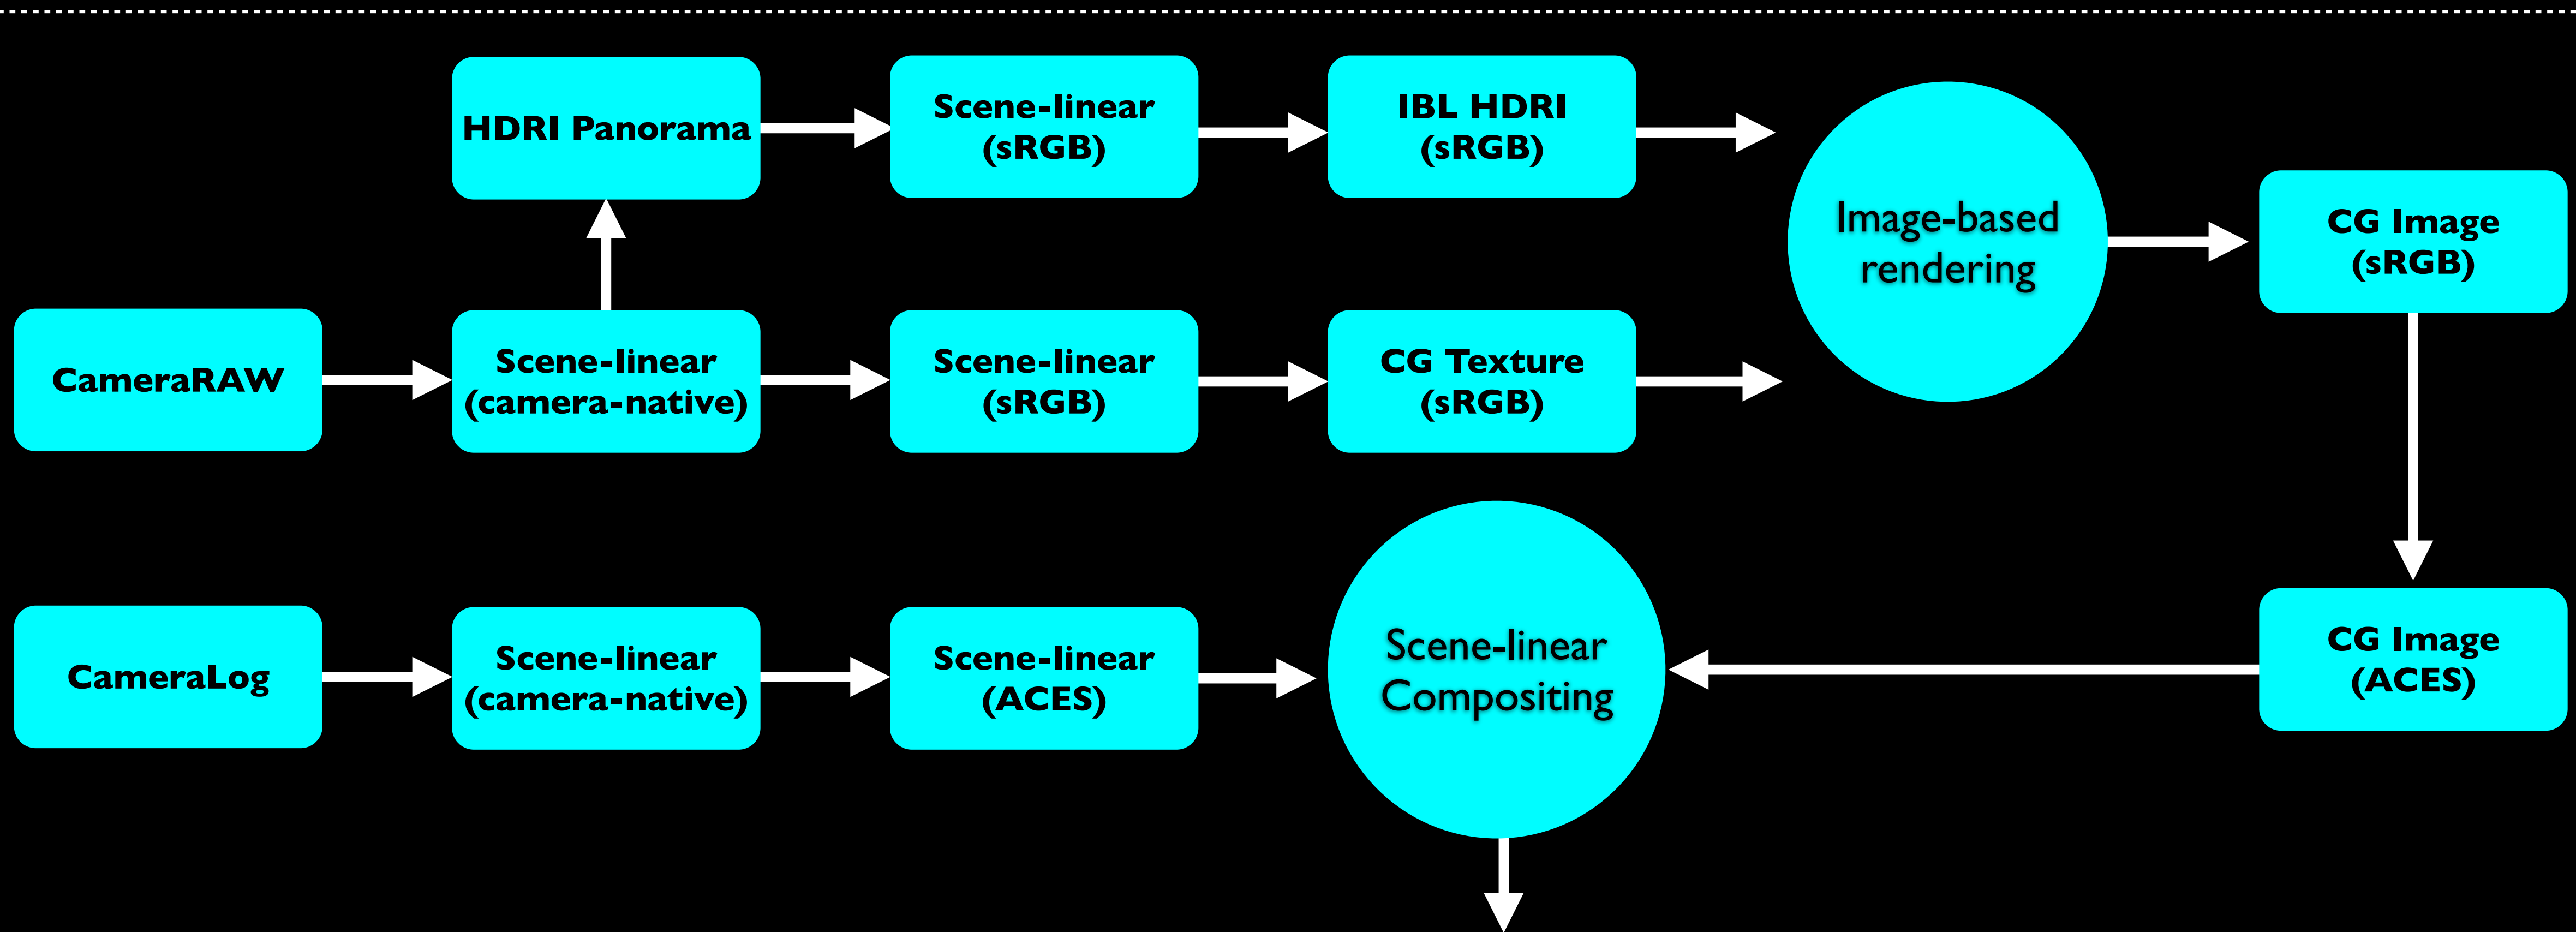 HDRI Panorama
Scene-linear
(sRGB)
IBL HDRI
(sRGB)
Image-based
rendering
CG Image
(sRGB)
CameraRAW
Scene-linear
(camera-native)
Scene-linear
(sRGB)
CG Texture
(sRGB)
CameraLog
Scene-linear
(camera-native)
Scene-linear
(ACES)
Scene-linear
Compositing
CG Image
(ACES)